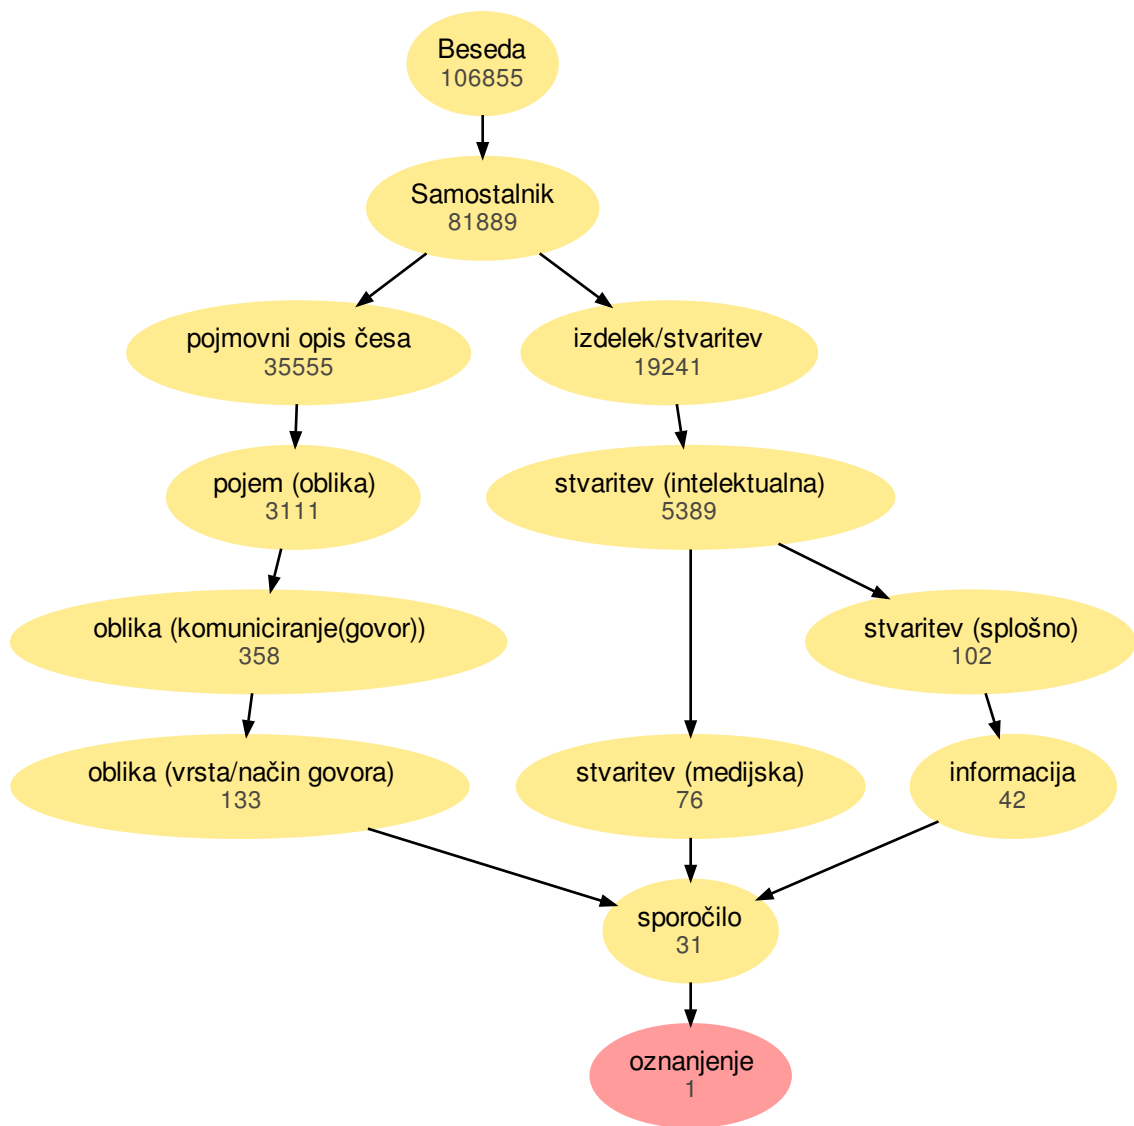 Beseda
106855
Samostalnik
81889
pojmovni opis česa
35555
izdelek/stvaritev
19241
pojem (oblika)
3111
stvaritev (intelektualna)
5389
oblika (komuniciranje(govor))
358
stvaritev (splošno)
102
oblika (vrsta/način govora)
133
stvaritev (medijska)
76
informacija
42
sporočilo
31
oznanjenje
1